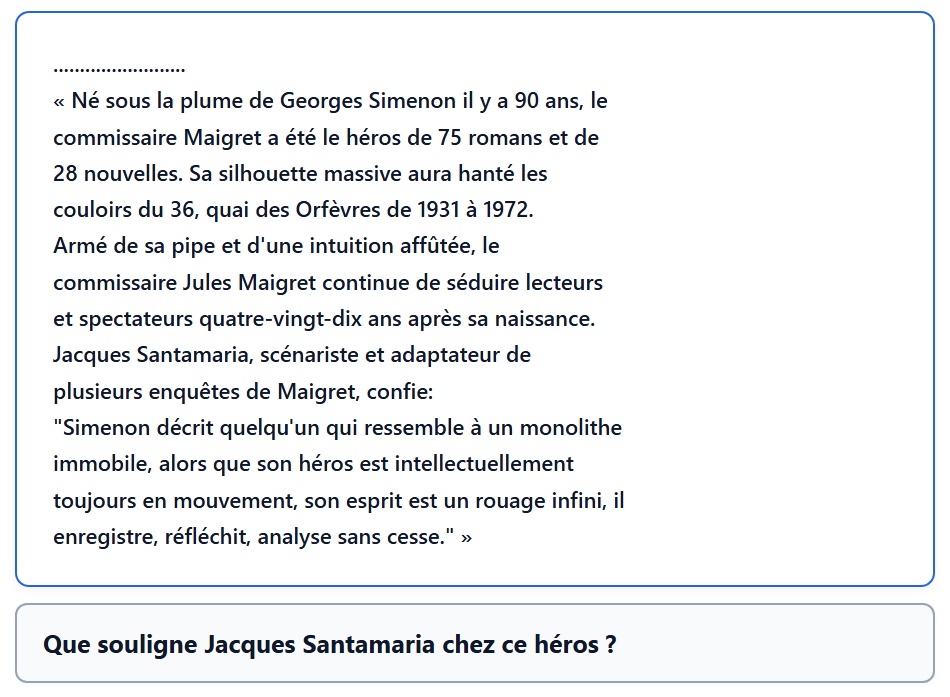 .........................
« Né sous la plume de Georges Simenon il y a 90 ans, le
commissaire Maigret a été le héros de 75 romans et de
28 nouvelles. Sa silhouette massive aura hanté les
couloirs du 36, quai des Orfèvres de 1931 à 1972.
Armé de sa pipe et d'une intuition affûtée, le
commissaire Jules Maigret continue de séduire lecteurs
et spectateurs quatre-vingt-dix ans après sa naissance.
Jacques Santamaria, scénariste et adaptateur de
plusieurs enquêtes de Maigret, confie:
"Simenon décrit quelqu'un qui ressemble à un monolithe
immobile, alors que son héros est intellectuellement
toujours en mouvement, son esprit est un rouage infini, il
enregistre, réfléchit, analyse sans cesse." »
Que souligne Jacques Santamaria chez ce héros ?